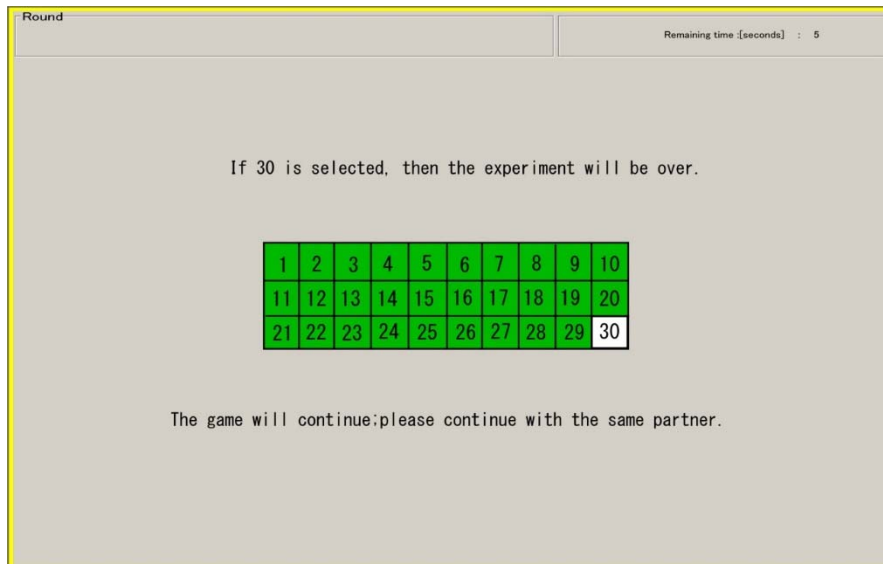 Round
Remaining time :[seconds] : 5
If 30 is selected, then the experiment will be over.
1 2 3 4 5 6 7 8 9 10
11 12 13 14 15 16 17 18 19 20
21 22 23 24 25 26 27 28 29 30
The game will continue;please continue with the same partner.